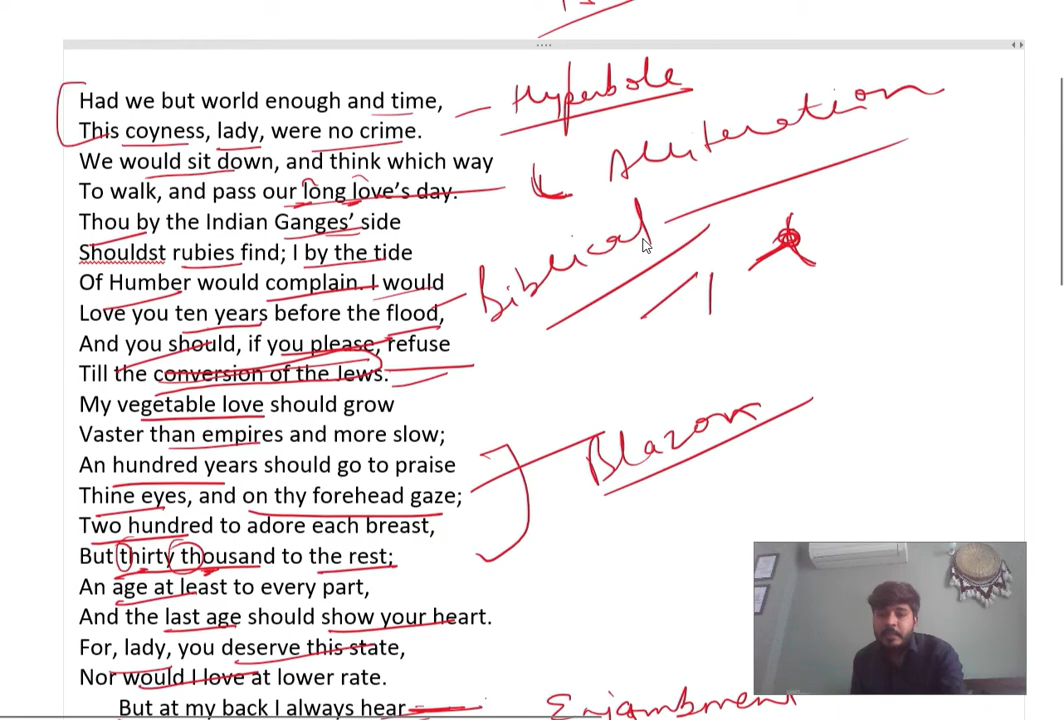 Had we but world enough and time,
Hyperbole
This coyness, lady, were no crime.
Alliteration
We would sit down, and think which way
To walk, and pass our long love's day.
Thou by the Indian Ganges' side
Biblical
Shouldst rubies find; I by the tide
Of Humber would complain. I would
Love you ten years before the flood,
And you should, if you please, refuse
Till the conversion of the Jews.
My vegetable love should grow
Vaster than empires and more slow;
Blazon
An hundred years should go to praise
Thine eyes, and on thy forehead gaze;
Two hundred to adore each breast,
But thirty thousand to the rest;
An age at least to every part,
And the last age should show your heart.
For, lady, you deserve this state,
Nor would I love at lower rate.
But at my back I always hear
Enjambment